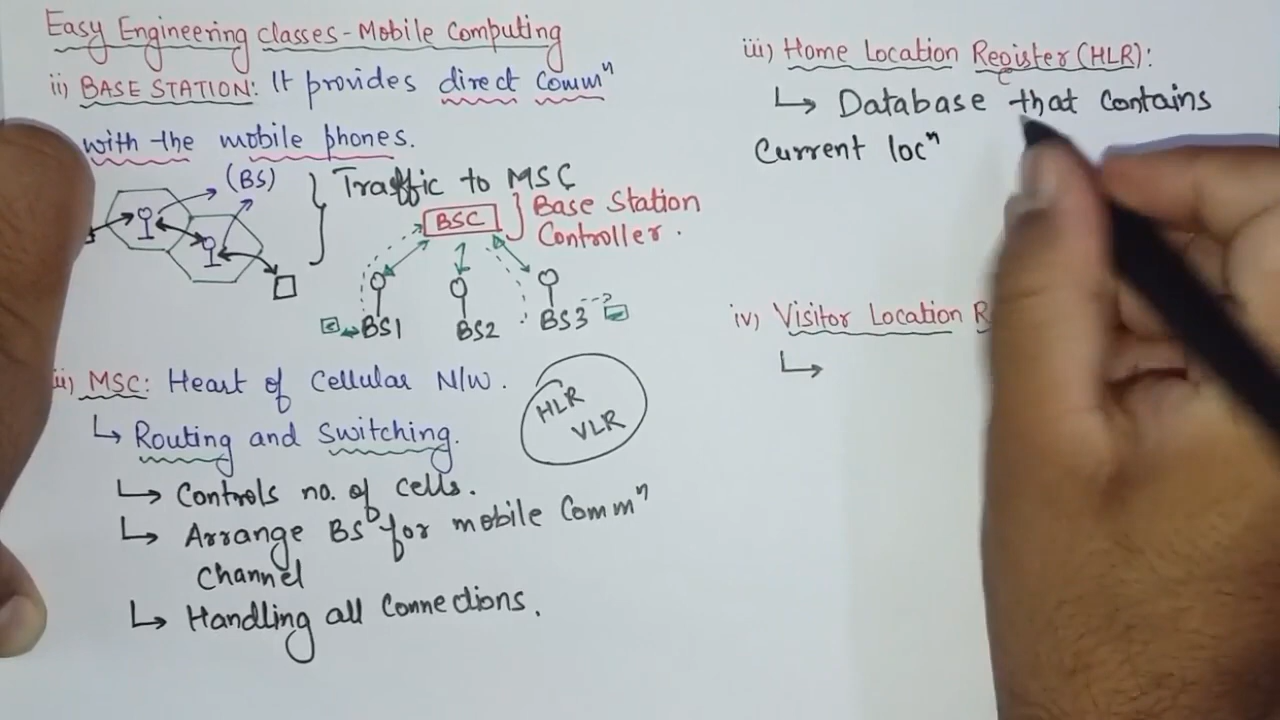 Easy Engineering classes - Mobile Computing
ii) BASE STATION: It provides direct Commⁿ
with the mobile phones.
(BS)
Traffic to MSC
BSC
Base Station
Controller.
BS1
BS2
BS3
ii) MSC: Heart of Cellular N/W.
↳ Routing and Switching.
↳ Controls no. of cells.
↳ Arrange BS for mobile Commⁿ
Channel
↳ Handling all Connections.
HLR
VLR
iii) Home Location Register (HLR):
↳ Database that Contains
Current locⁿ
iv) Visitor Location R
↳